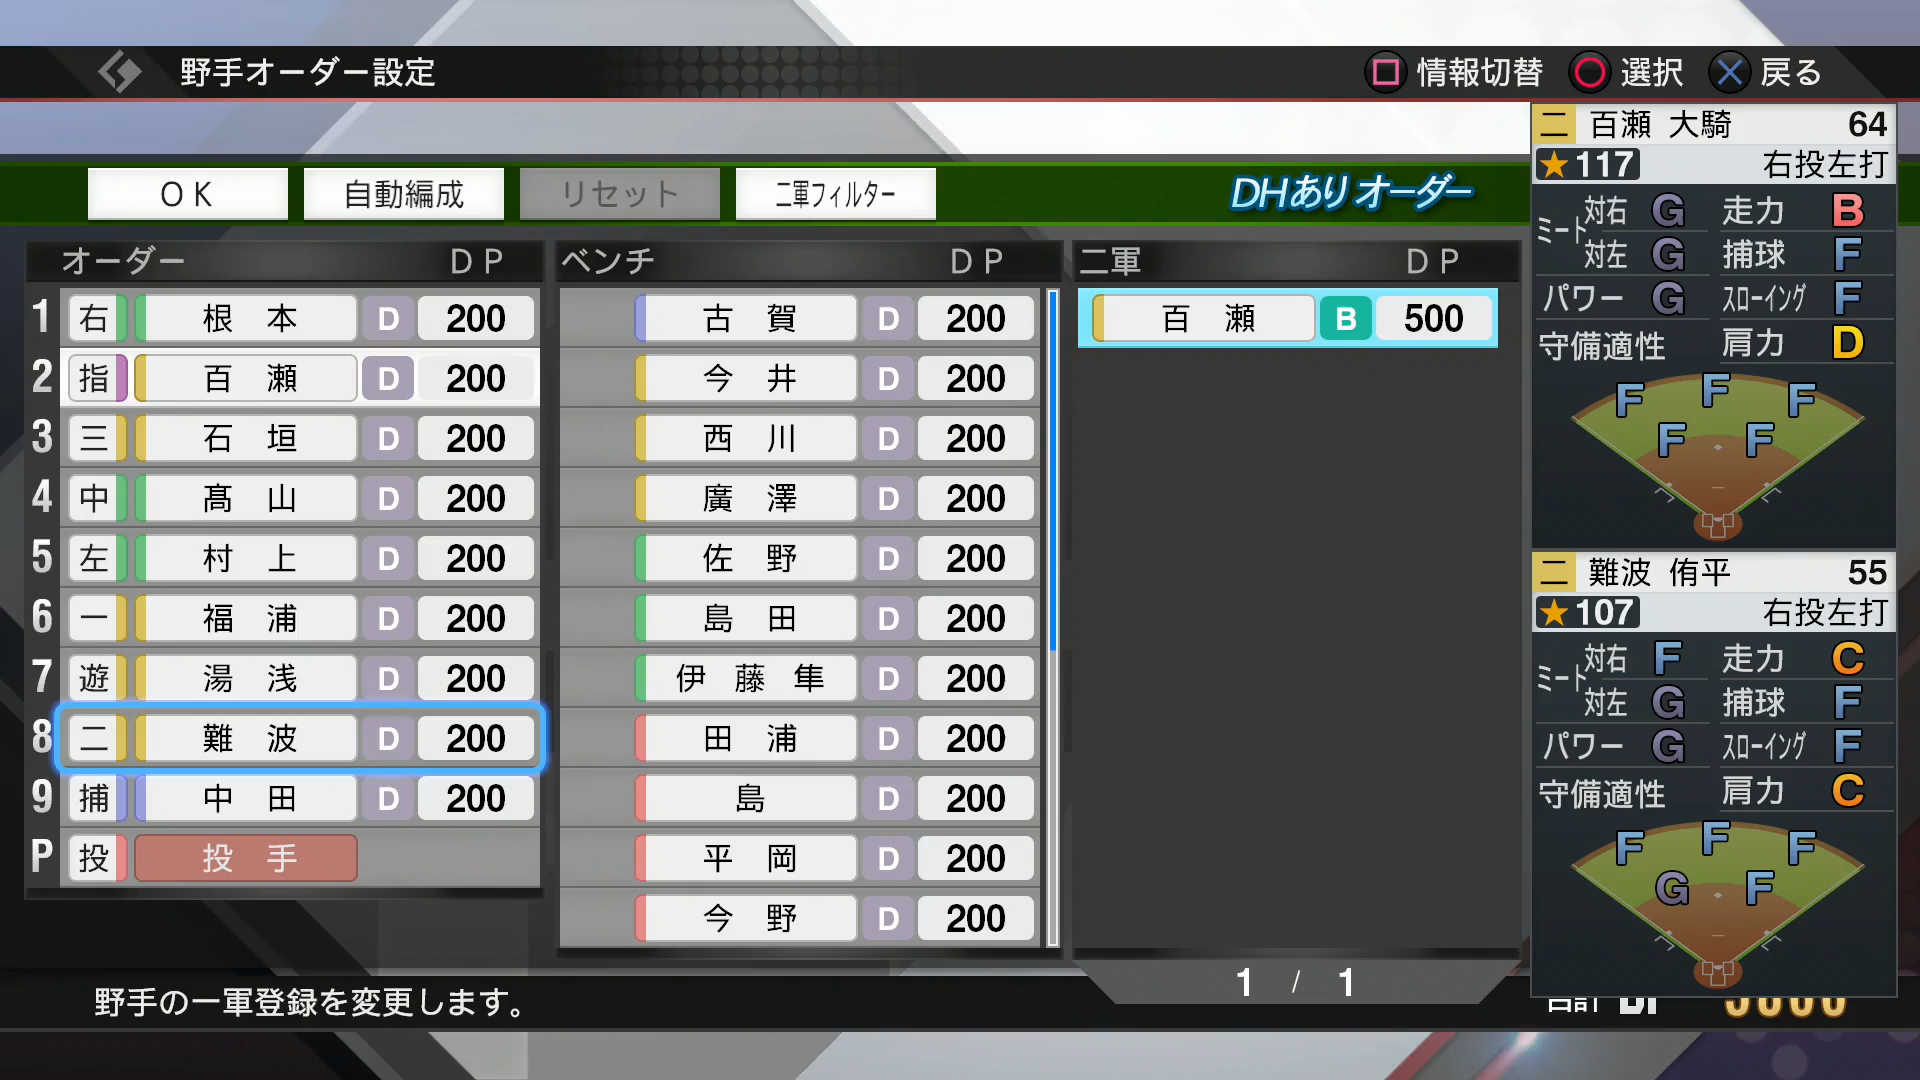 野手オーダー設定 情報切替 選択 戻る
OK 自動編成 リセット 二軍フィルター DHありオーダー
オーダー DP
1 右 根本 D 200
2 指 百瀬 D 200
3 三 石垣 D 200
4 中 髙山 D 200
5 左 村上 D 200
6 一 福浦 D 200
7 遊 湯浅 D 200
8 二 難波 D 200
9 捕 中田 D 200
P 投 投手
ベンチ DP
古賀 D 200
今井 D 200
西川 D 200
廣澤 D 200
佐野 D 200
島田 D 200
伊藤隼 D 200
田浦 D 200
島 D 200
平岡 D 200
今野 D 200
二軍 DP
百瀬 B 500
1 / 1
二 百瀬 大騎 64
★117 右投左打
ミート 対右 G 走力 B
対左 G 捕球 F
パワー G スローイング F
守備適性 肩力 D
F F F
F F
二 難波 侑平 55
★107 右投左打
ミート 対右 F 走力 C
対左 G 捕球 F
パワー G スローイング F
守備適性 肩力 C
F F F
G F
野手の一軍登録を変更します。